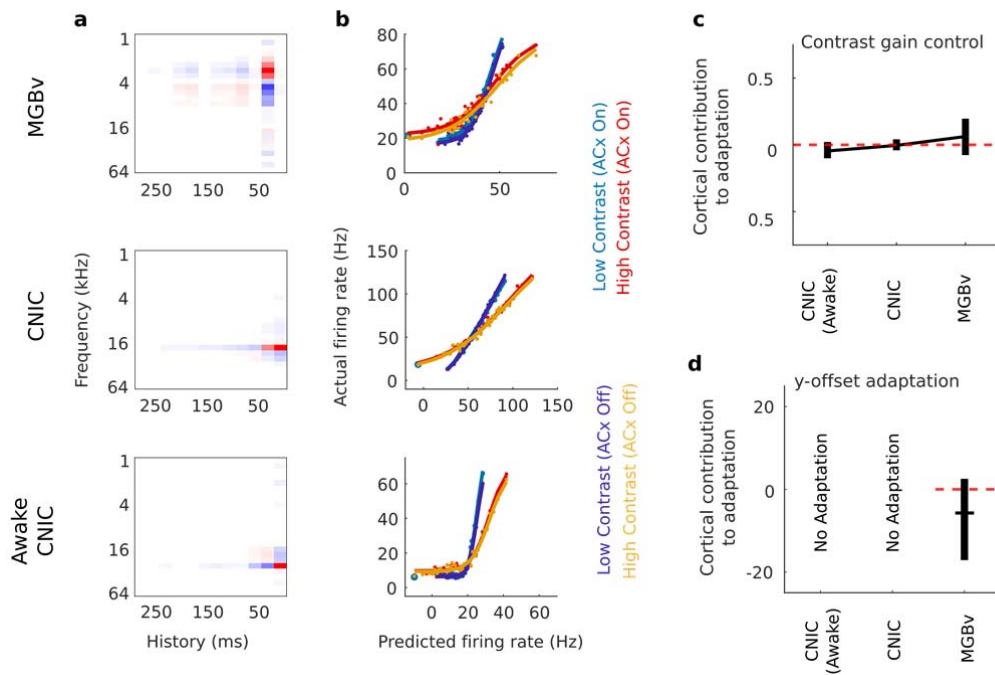 a
MGBv
1
4
16
64
250
150
50
CNIC
Frequency (kHz)
1
4
16
64
250
150
50
Awake
CNIC
1
4
16
64
250
150
50
History (ms)
b
80
60
40
20
0
0
50
Actual firing rate (Hz)
150
100
50
0
0
50
100
150
60
40
20
0
0
20
40
60
Predicted firing rate (Hz)
Low Contrast (ACx On)
High Contrast (ACx On)
Low Contrast (ACx Off)
High Contrast (ACx Off)
c
Contrast gain control
Cortical contribution
to adaptation
0.5
0
0.5
CNIC
(Awake)
CNIC
MGBv
d
y-offset adaptation
Cortical contribution
to adaptation
20
0
-20
No Adaptation
No Adaptation
CNIC
(Awake)
CNIC
MGBv